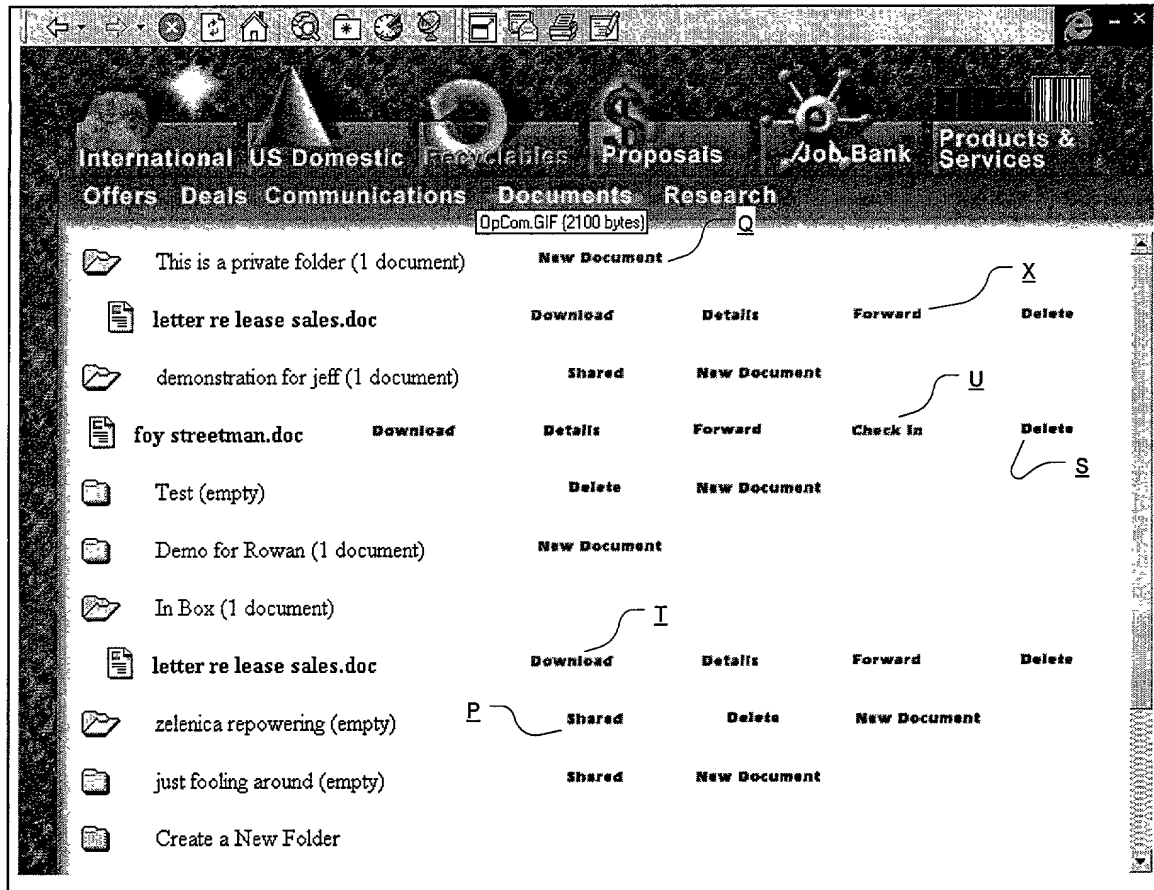 International US Domestic Recyclables Proposals Job Bank Products & Services
Offers Deals Communications Documents Research
OpCom.GIF (2100 bytes)
Q
This is a private folder (1 document) New Document
X
letter re lease sales.doc Download Details Forward Delete
demonstration for jeff (1 document) Shared New Document
U
foy streetman.doc Download Details Forward Check In Delete
S
Test (empty) Delete New Document
Demo for Rowan (1 document) New Document
In Box (1 document)
T
letter re lease sales.doc Download Details Forward Delete
P
zelenica repowering (empty) Shared Delete New Document
just fooling around (empty) Shared New Document
Create a New Folder